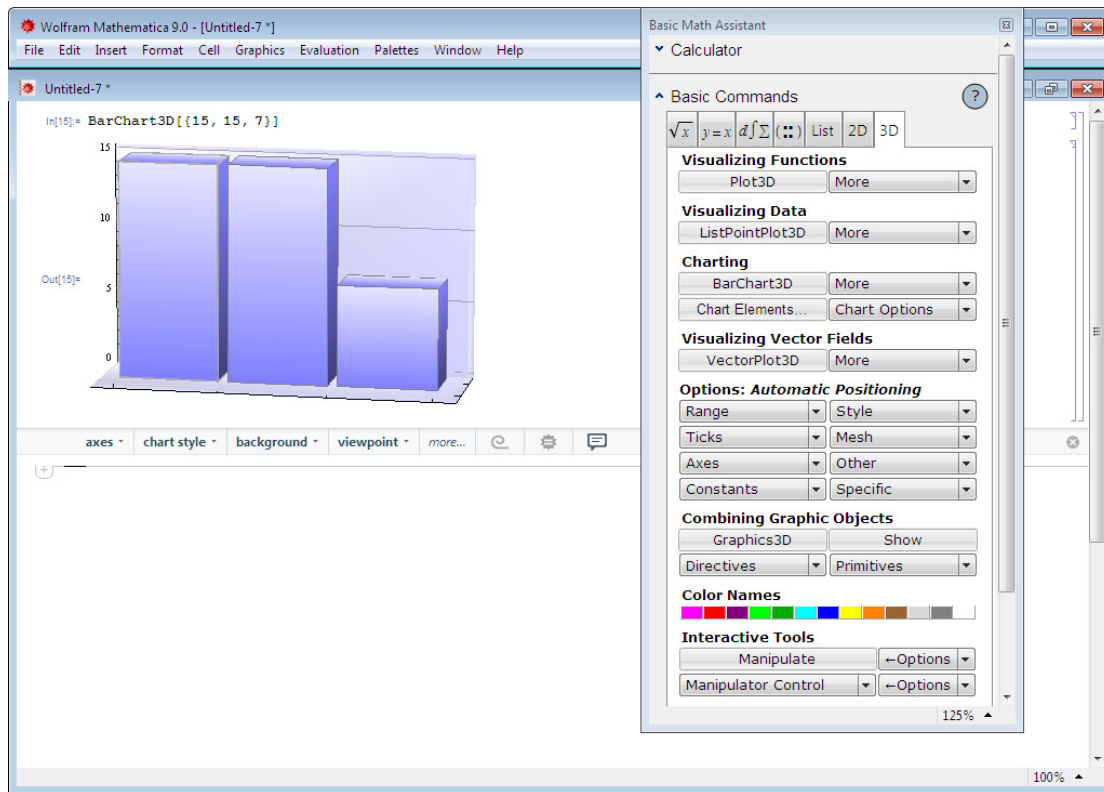 Wolfram Mathematica 9.0 - [Untitled-7 *]
File Edit Insert Format Cell Graphics Evaluation Palettes Window Help
Untitled-7 *
In[15]:= BarChart3D[{15, 15, 7}]
15
10
Out[15]=
5
0
axes chart style background viewpoint more...
100%
Basic Math Assistant
Calculator
Basic Commands ?
√x y=x d∫Σ (::) List 2D 3D
Visualizing Functions
Plot3D More
Visualizing Data
ListPointPlot3D More
Charting
BarChart3D More
Chart Elements... Chart Options
Visualizing Vector Fields
VectorPlot3D More
Options: Automatic Positioning
Range Style
Ticks Mesh
Axes Other
Constants Specific
Combining Graphic Objects
Graphics3D Show
Directives Primitives
Color Names
Interactive Tools
Manipulate ←Options
Manipulator Control ←Options
125%